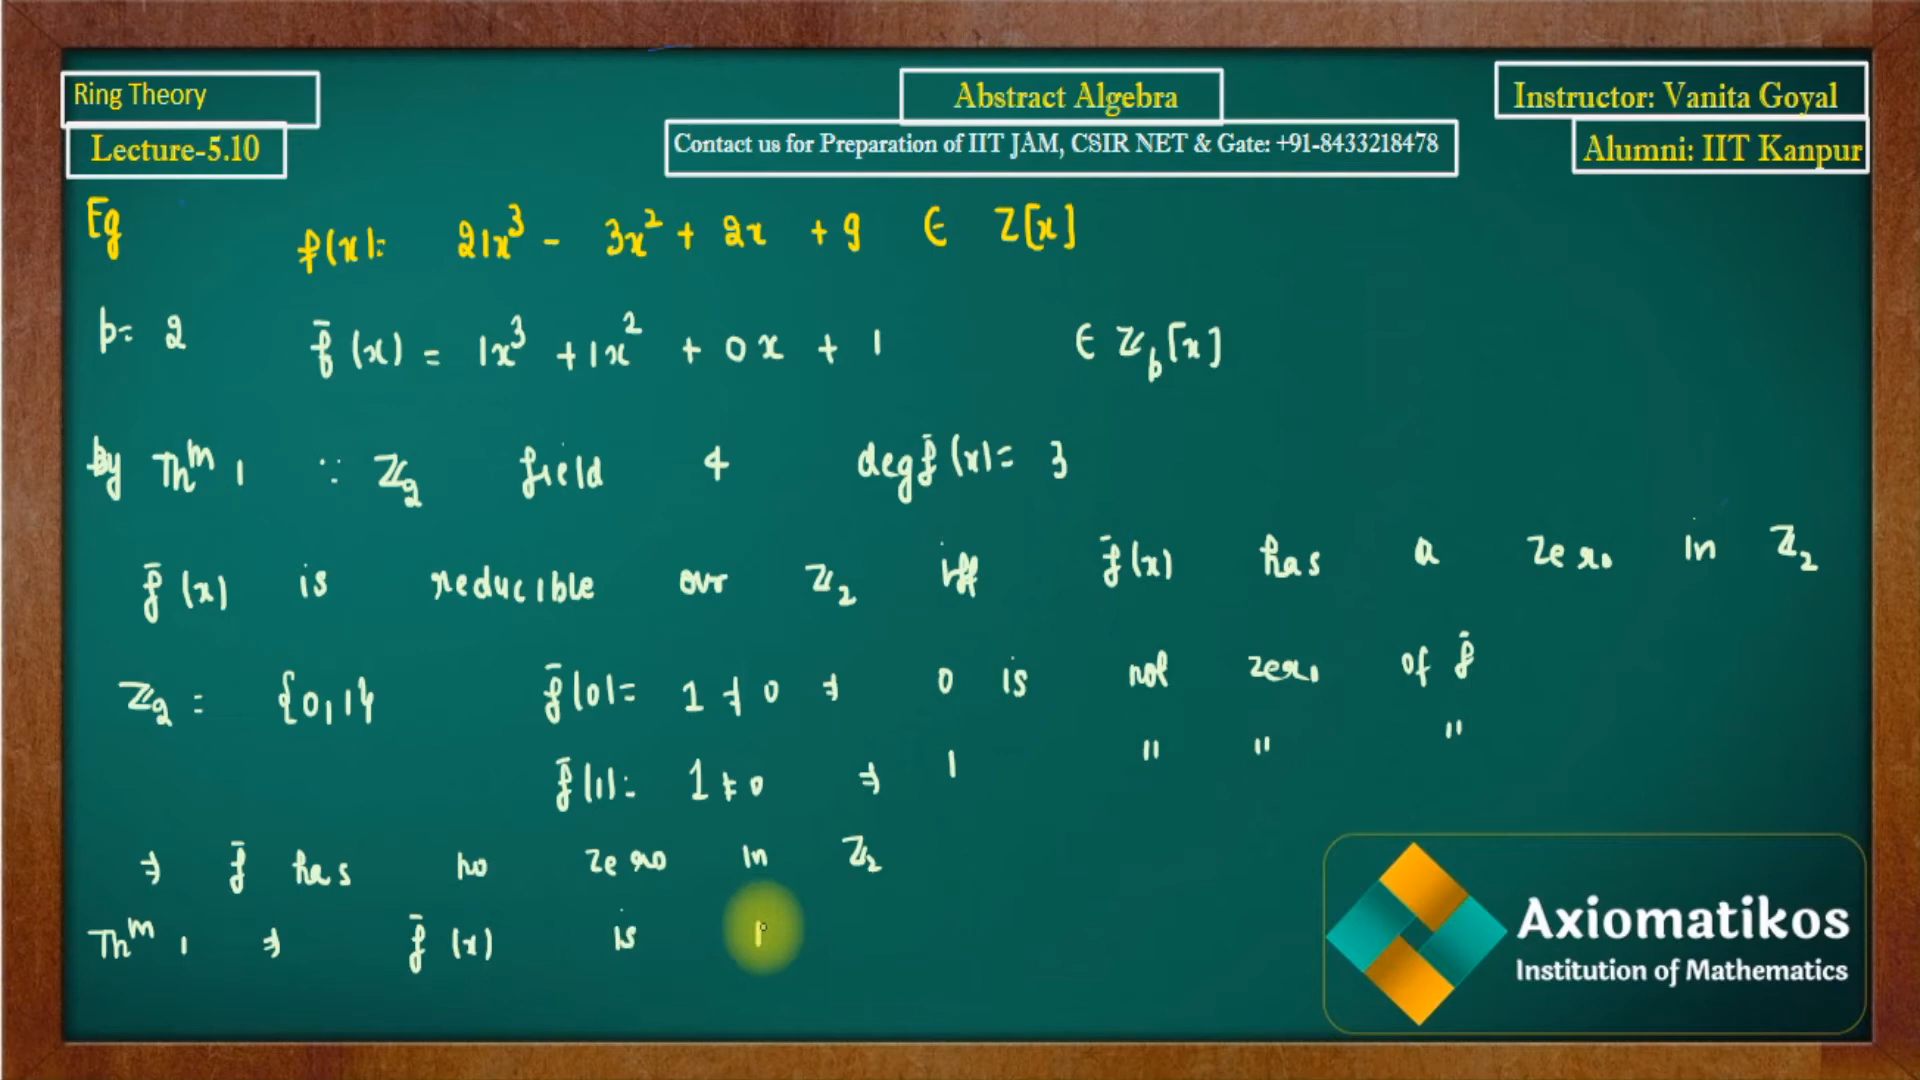 Ring Theory
Abstract Algebra
Instructor: Vanita Goyal
Lecture-5.10
Contact us for Preparation of IIT JAM, CSIR NET & Gate: +91-8433218478
Alumni: IIT Kanpur
Eg f(x)= 21x³ - 3x² + 2x + 9 ∈ Z[x]
p= 2 f̄(x) = 1x³ + 1x² + 0x + 1 ∈ ℤₚ[x]
by Thᵐ 1 ∵ ℤ₂ field & deg f̄(x)= 3
f̄(x) is reducible over ℤ₂ iff f̄(x) has a zero in ℤ₂
ℤ₂ = {0,1} f̄(0)= 1 ≠ 0 ⇒ 0 is not zero of f̄
f̄(1)= 1 ≠ 0 ⇒ 1 " " "
⇒ f̄ has no zero in ℤ₂
Thᵐ 1 ⇒ f̄(x) is
Axiomatikos
Institution of Mathematics